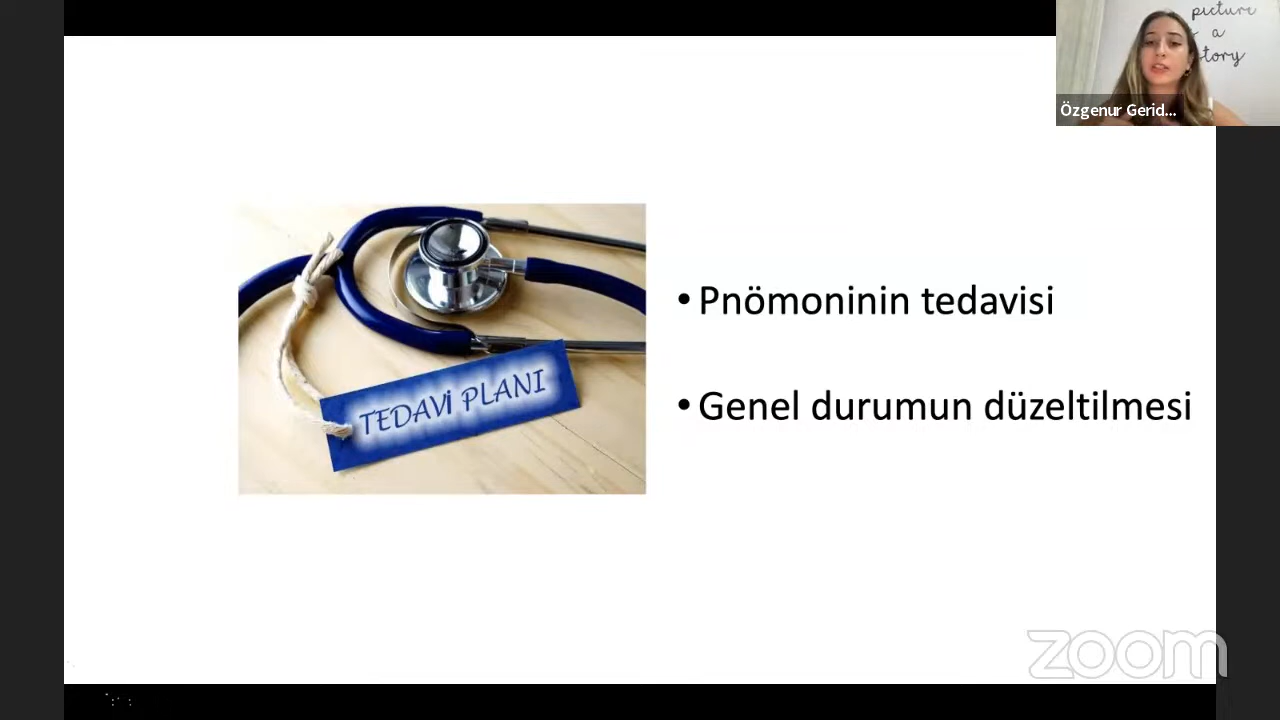 picture
a
story
Özgenur Gerid...
• Pnömoninin tedavisi
• Genel durumun düzeltilmesi
TEDAVİ PLANI
zoom